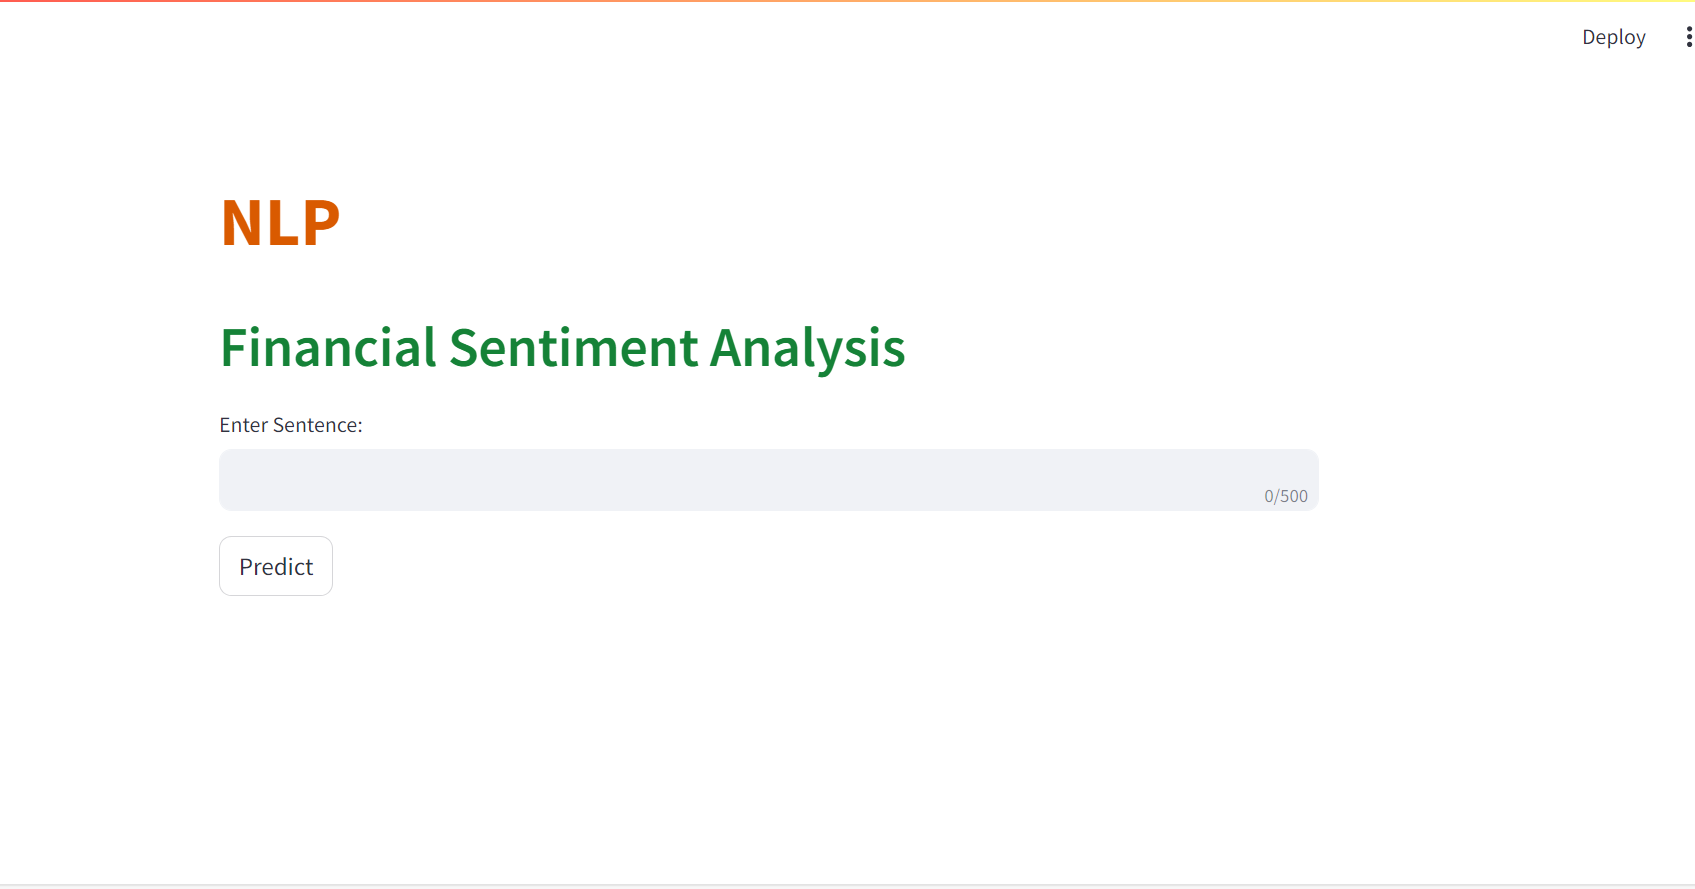 Deploy
NLP
Financial Sentiment Analysis
Enter Sentence:
0/500
Predict